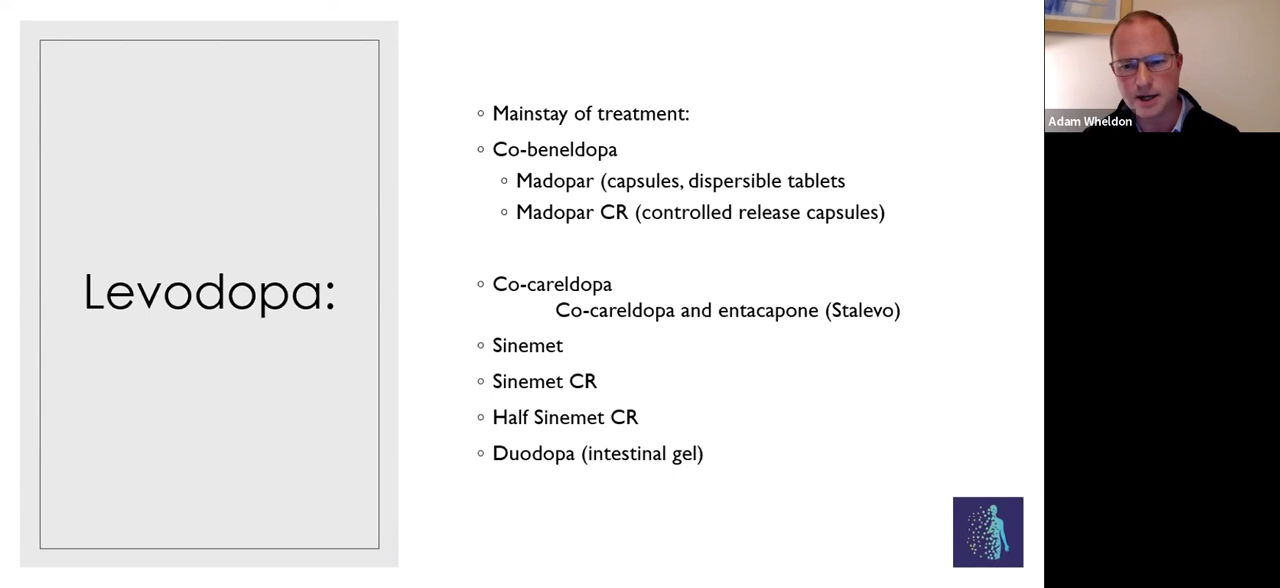 Levodopa:
Mainstay of treatment:
Co-beneldopa
Madopar (capsules, dispersible tablets
Madopar CR (controlled release capsules)
Co-careldopa
Co-careldopa and entacapone (Stalevo)
Sinemet
Sinemet CR
Half Sinemet CR
Duodopa (intestinal gel)
Adam Wheldon